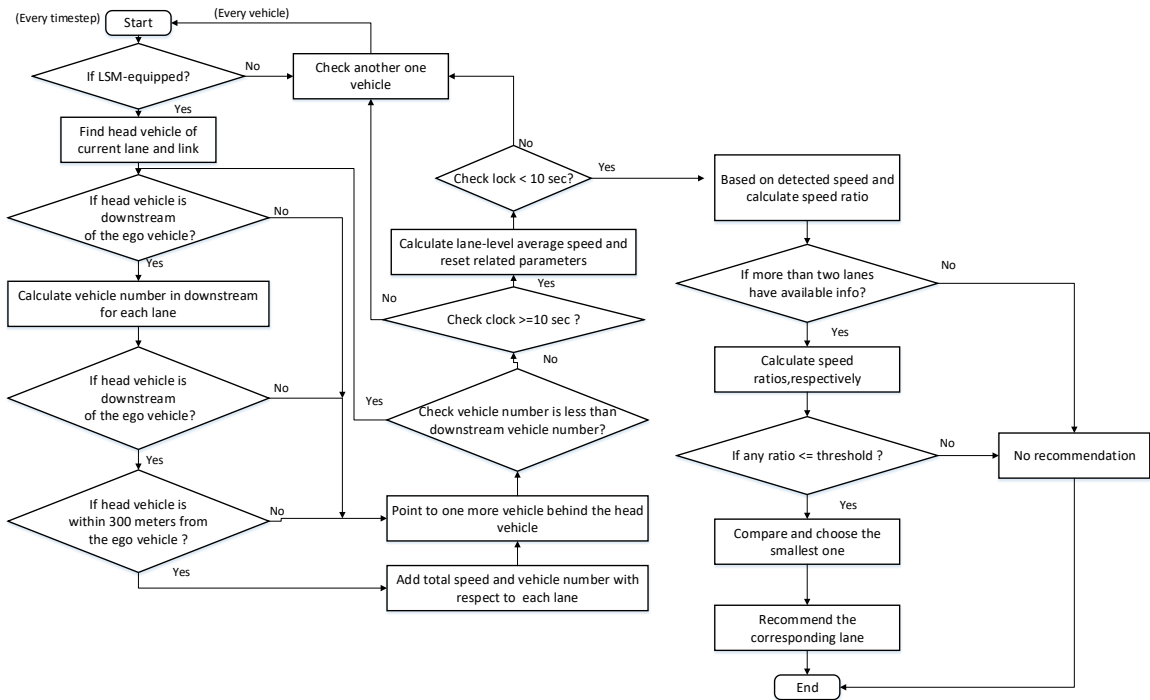 (Every timestep)
Start
(Every vehicle)
If LSM-equipped?
No
Check another one
vehicle
Yes
Find head vehicle of
current lane and link
If head vehicle is
downstream
of the ego vehicle?
No
Yes
Calculate vehicle number in downstream
for each lane
If head vehicle is
downstream
of the ego vehicle?
No
Yes
If head vehicle is
within 300 meters from
the ego vehicle ?
No
Yes
Add total speed and vehicle number with
respect to each lane
Point to one more vehicle behind the head
vehicle
Check vehicle number is less than
downstream vehicle number?
Yes
No
Check clock >=10 sec ?
No
Yes
Calculate lane-level average speed and
reset related parameters
Check lock < 10 sec?
No
Yes
Based on detected speed and
calculate speed ratio
If more than two lanes
have available info?
No
Yes
Calculate speed
ratios,respectively
If any ratio <= threshold ?
No
No recommendation
Yes
Compare and choose the
smallest one
Recommend the
corresponding lane
End